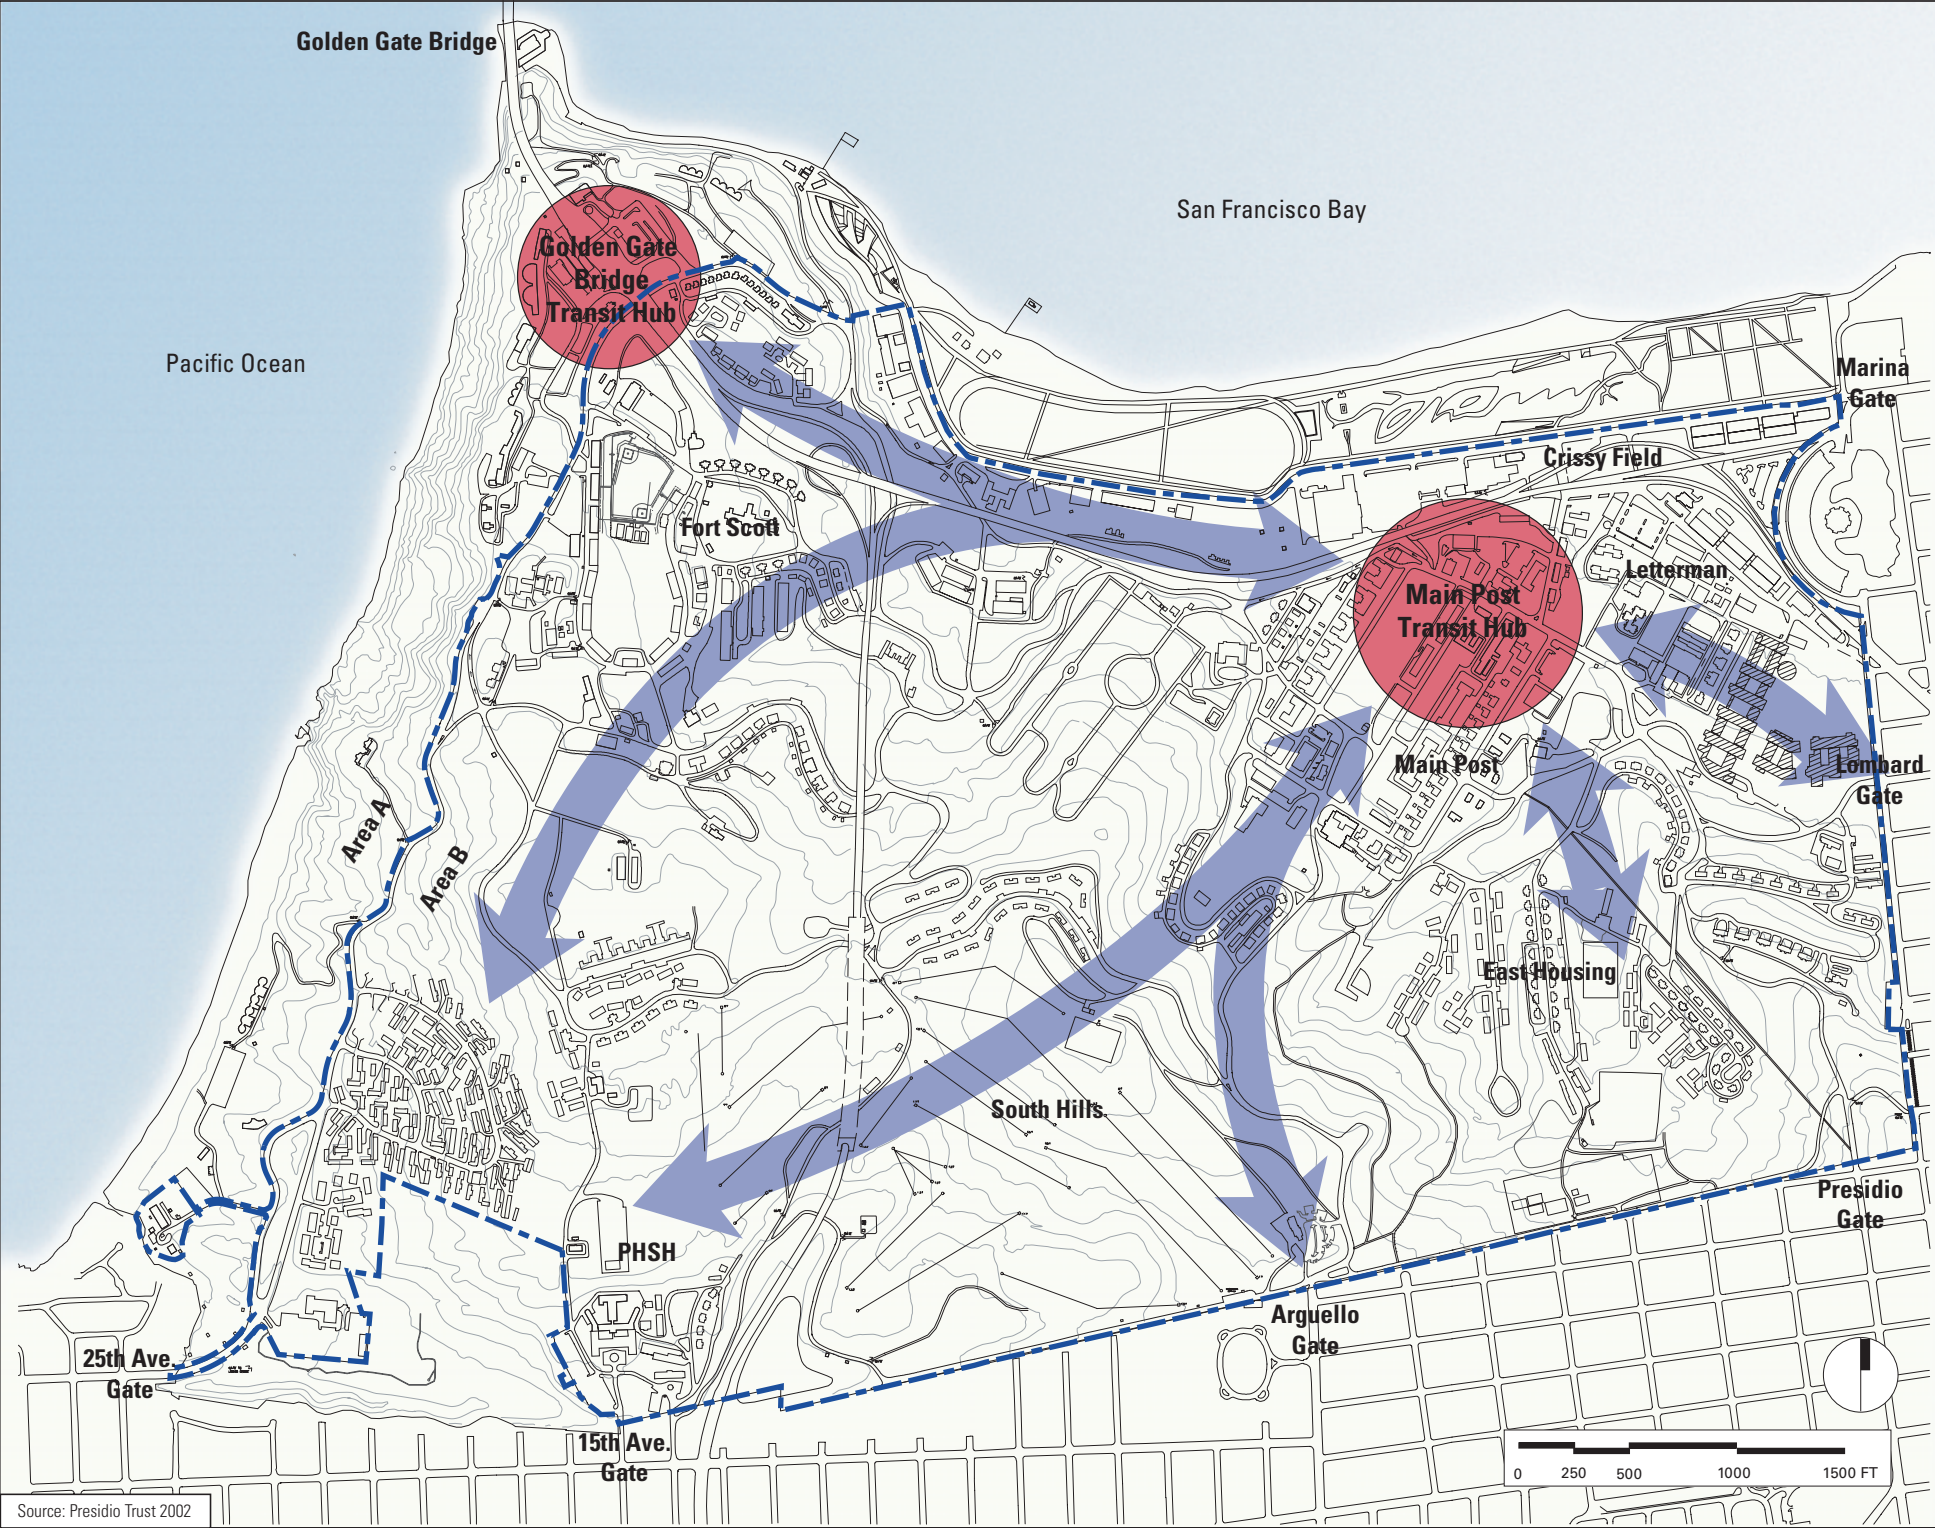 Golden Gate Bridge
San Francisco Bay
Golden Gate
Bridge
Transit Hub
Pacific Ocean
Marina
Gate
Crissy Field
Fort Scott
Letterman
Main Post
Transit Hub
Main Post
Lombard
Gate
Area A
Area B
East Housing
South Hills
Presidio
Gate
PHSH
Arguello
Gate
25th Ave.
Gate
15th Ave.
Gate
0 250 500 1000 1500 FT
Source: Presidio Trust 2002